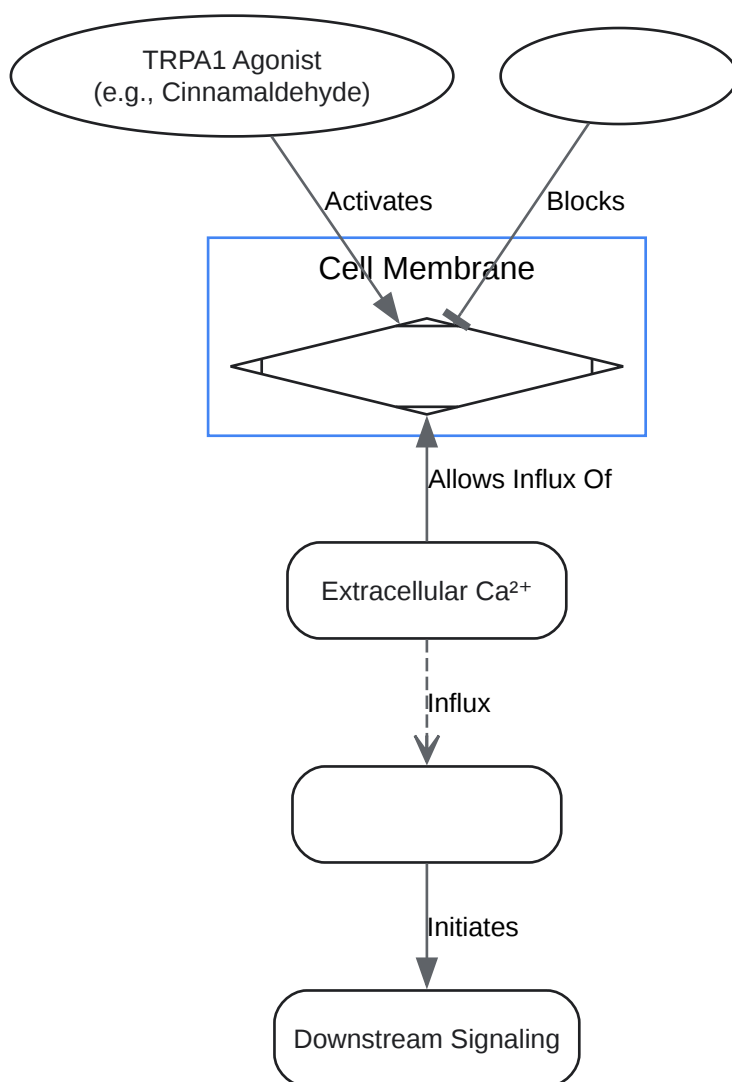 TRPA1 Agonist
(e.g., Cinnamaldehyde)
Activates
Blocks
Cell Membrane
Allows Influx Of
Extracellular Ca²⁺
Influx
Initiates
Downstream Signaling